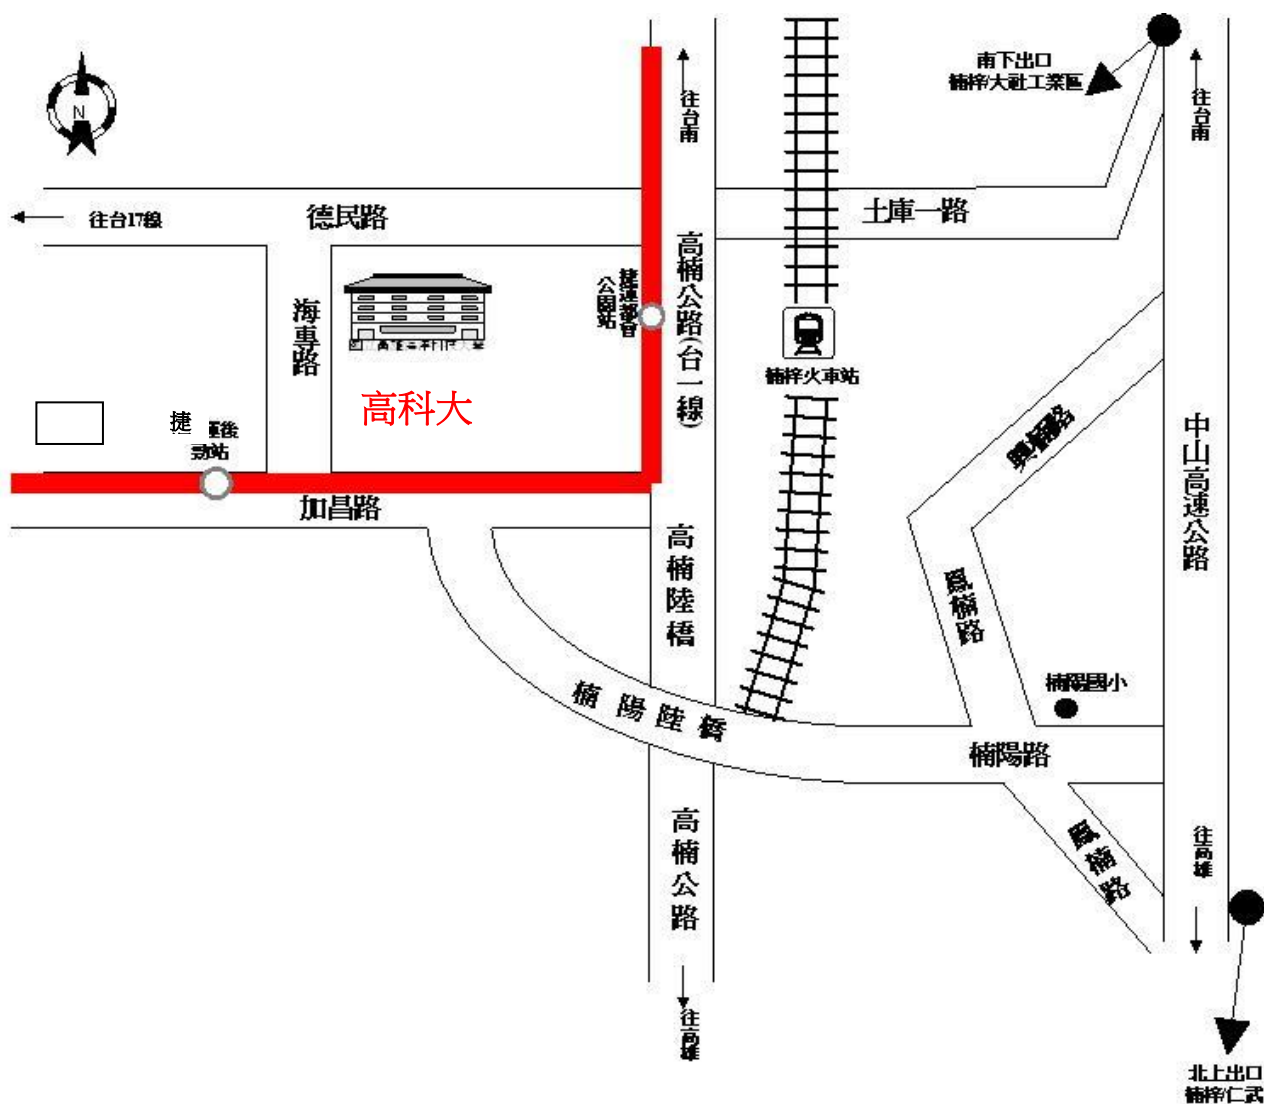 南下出口
楠梓/大社工業區
N
往台南
往台南
往台17線
德民路
土庫一路
高楠公路(台一線)
捷運都會
公園站
海專路
楠梓火車站
高科大
捷運後
勁站
加昌路
興楠路
中山高速公路
高楠陸橋
鳳楠路
楠陽國小
楠陽陸橋
楠陽路
高楠公路
鳳楠路
往高雄
往高雄
北上出口
楠梓/仁武